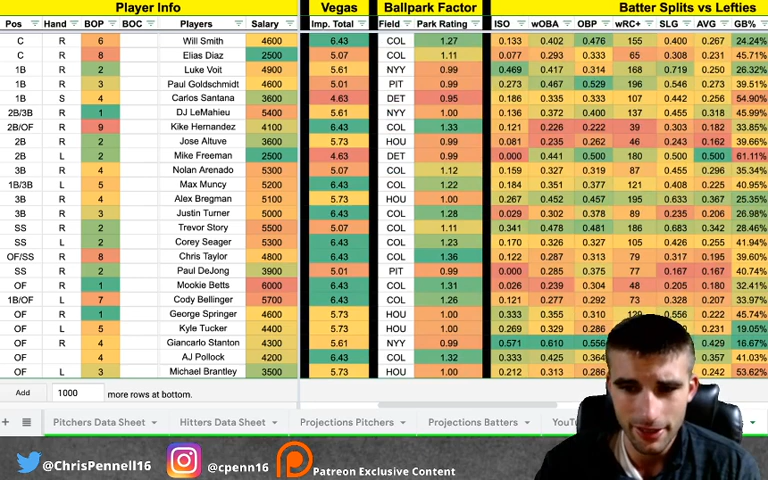 Player Info Vegas Ballpark Factor Batter Splits vs Lefties
Pos Hand BOP BOC Players Salary Imp. Total Field Park Rating ISO wOBA OBP wRC+ SLG AVG GB%
C R 6 Will Smith 4600 6.43 COL 1.27 0.133 0.402 0.476 155 0.400 0.267 24.24%
C R 8 Elias Diaz 2500 5.07 COL 1.11 0.077 0.293 0.333 65 0.308 0.231 45.71%
1B R 2 Luke Voit 4900 5.61 NYY 0.99 0.469 0.417 0.314 168 0.719 0.250 26.32%
1B R 3 Paul Goldschmidt 4600 5.01 PIT 0.99 0.273 0.467 0.529 196 0.546 0.273 39.51%
1B S 4 Carlos Santana 3600 4.63 DET 0.95 0.186 0.335 0.333 107 0.442 0.256 54.90%
2B/3B R 1 DJ LeMahieu 5400 5.61 NYY 1.00 0.136 0.372 0.400 137 0.455 0.318 45.99%
2B/OF R 9 Kike Hernandez 4100 6.43 COL 1.33 0.121 0.226 0.222 39 0.303 0.182 33.85%
2B R 2 Jose Altuve 3600 5.73 HOU 1.00 0.081 0.235 0.262 46 0.243 0.162 39.66%
2B L 2 Mike Freeman 2500 4.63 DET 0.99 0.000 0.441 0.500 180 0.500 0.500 61.11%
3B R 4 Nolan Arenado 5300 5.07 COL 1.12 0.159 0.327 0.319 87 0.455 0.296 35.34%
1B/3B L 5 Max Muncy 5200 6.43 COL 1.22 0.184 0.351 0.377 121 0.408 0.225 40.95%
3B R 4 Alex Bregman 5100 5.73 HOU 1.00 0.267 0.452 0.457 195 0.633 0.367 25.35%
3B R 3 Justin Turner 5000 6.43 COL 1.28 0.029 0.302 0.378 89 0.235 0.206 26.98%
SS R 2 Trevor Story 5500 5.07 COL 1.11 0.341 0.478 0.481 186 0.683 0.342 28.46%
SS L 2 Corey Seager 5300 6.43 COL 1.23 0.170 0.326 0.327 105 0.426 0.255 41.94%
OF/SS R 8 Chris Taylor 4800 6.43 COL 1.36 0.122 0.287 0.313 79 0.317 0.195 39.60%
SS R 2 Paul DeJong 3900 5.01 PIT 0.99 0.000 0.285 0.375 77 0.167 0.167 40.74%
OF R 1 Mookie Betts 6000 6.43 COL 1.31 0.026 0.239 0.304 48 0.205 0.180 32.41%
1B/OF L 7 Cody Bellinger 5700 6.43 COL 1.26 0.121 0.277 0.292 73 0.328 0.207 33.97%
OF R 1 George Springer 4600 5.73 HOU 1.00 0.333 0.355 0.310 0.556 0.222 45.74%
OF L 5 Kyle Tucker 4400 5.73 HOU 1.00 0.269 0.329 0.286 0.231 19.05%
OF R 4 Giancarlo Stanton 4300 5.61 NYY 0.99 0.571 0.610 0.556 0.429 16.67%
OF 4 AJ Pollock 4200 6.43 COL 1.32 0.333 0.425 0.364 0.357 41.03%
OF L 3 Michael Brantley 3500 5.73 HOU 1.00 0.212 0.313 0.286 0.242 53.62%
Add 1000 more rows at bottom.
Pitchers Data Sheet Hitters Data Sheet Projections Pitchers Projections Batters
@ChrisPennell16 @cpenn16 Patreon Exclusive Content